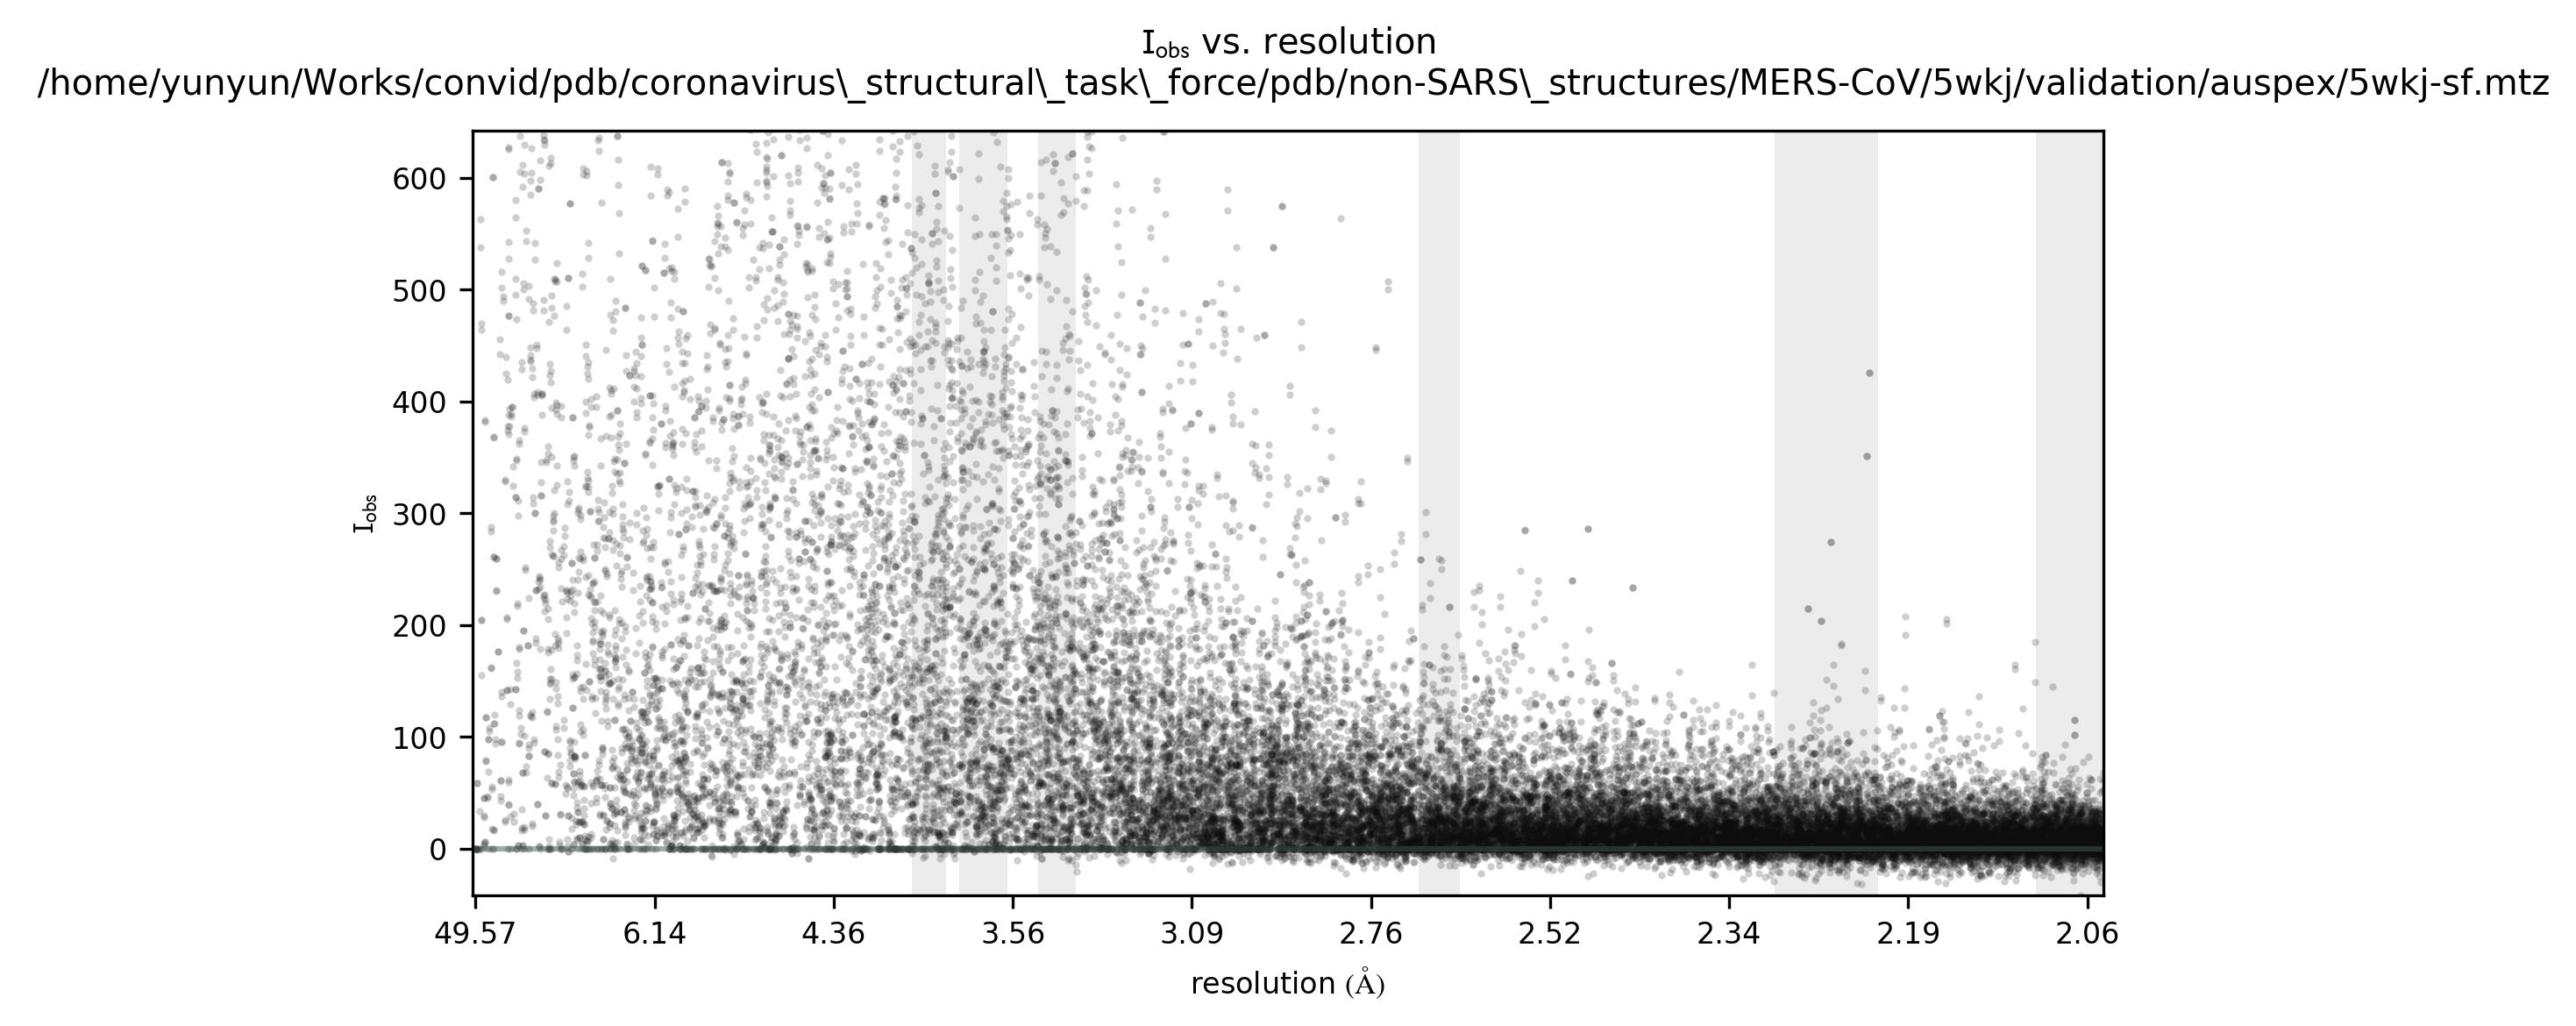 I_obs vs. resolution
/home/yunyun/Works/convid/pdb/coronavirus\_structural\_task\_force/pdb/non-SARS\_structures/MERS-CoV/5wkj/validation/auspex/5wkj-sf.mtz
I_obs
600
500
400
300
200
100
0
49.57 6.14 4.36 3.56 3.09 2.76 2.52 2.34 2.19 2.06
resolution (Å)